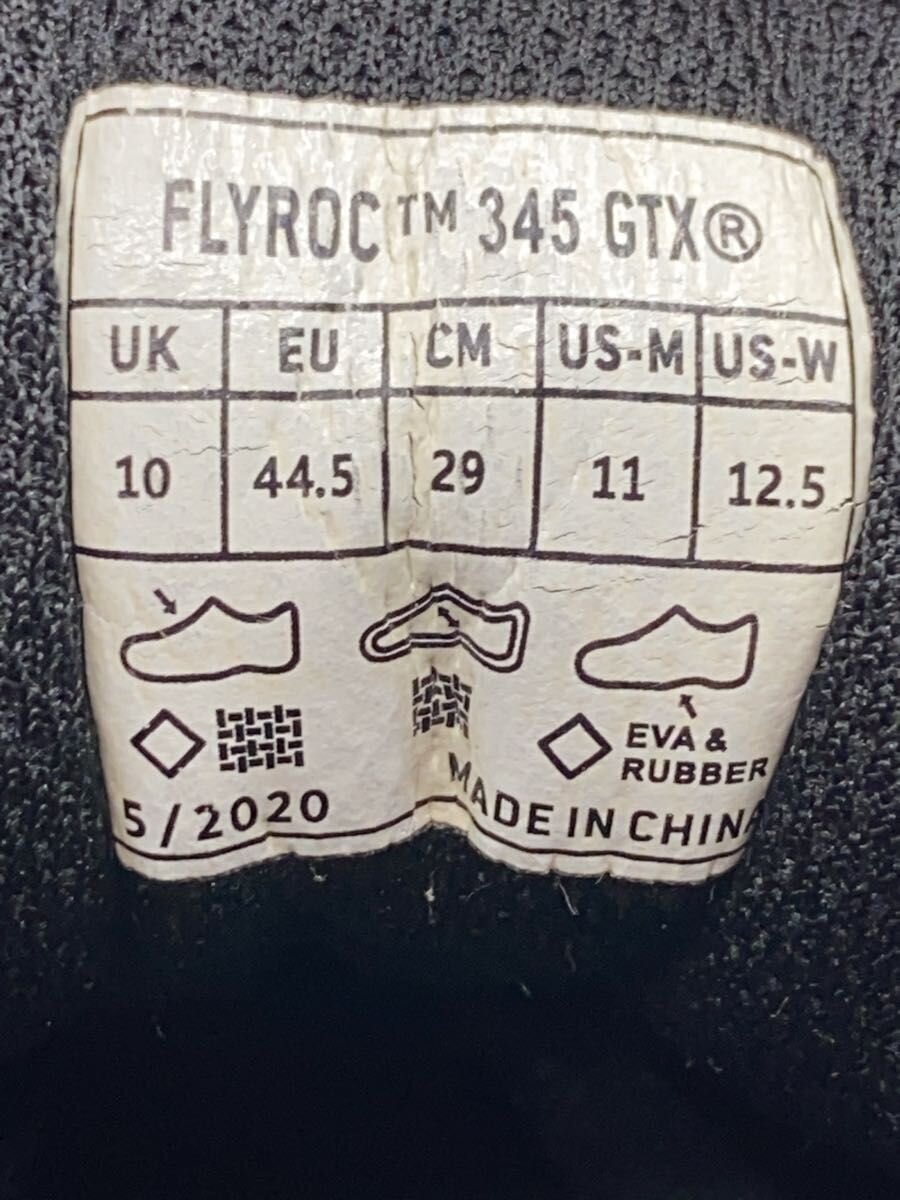 FLYROC™ 345 GTX®
UK EU CM US-M US-W
10 44.5 29 11 12.5
EVA &
RUBBER
5/2020 MADE IN CHINA